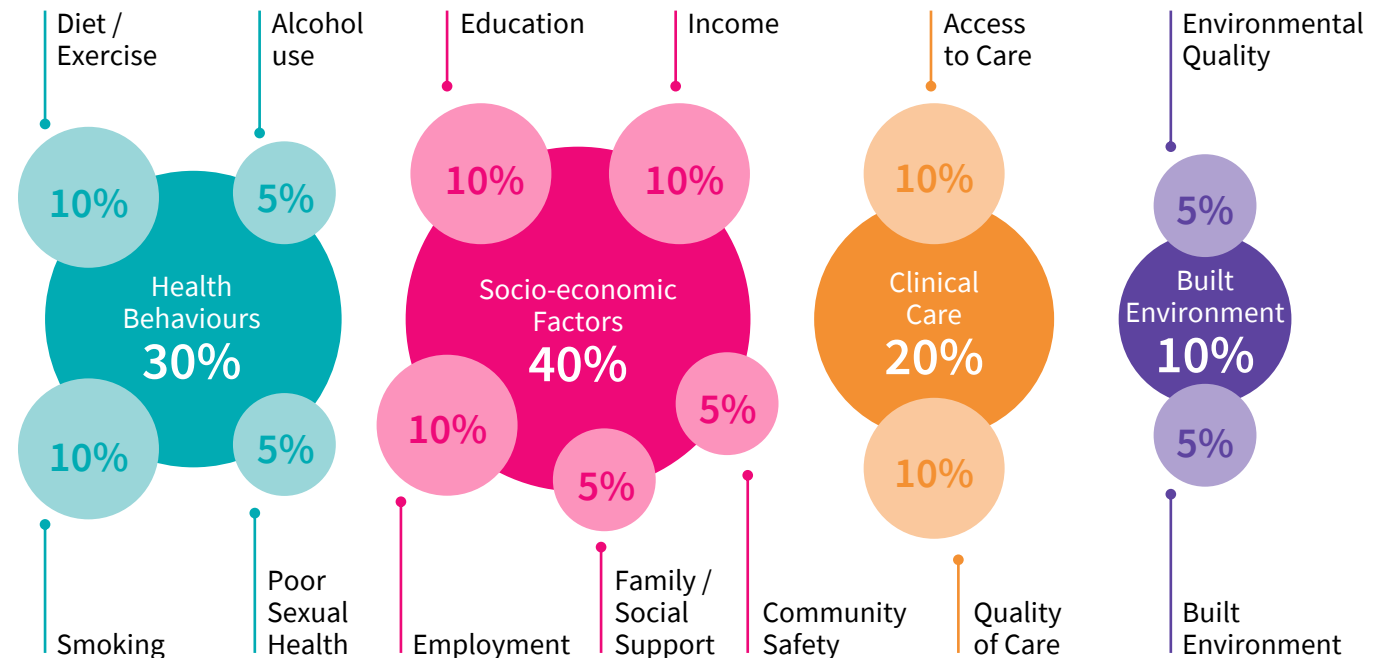 Diet /
Exercise
Alcohol
use
Education
Income
Access
to Care
Environmental
Quality
10%
5%
10%
10%
10%
5%
Health
Behaviours
30%
Socio-economic
Factors
40%
Clinical
Care
20%
Built
Environment
10%
10%
5%
10%
5%
5%
10%
5%
Smoking
Poor
Sexual
Health
Employment
Family /
Social
Support
Community
Safety
Quality
of Care
Built
Environment